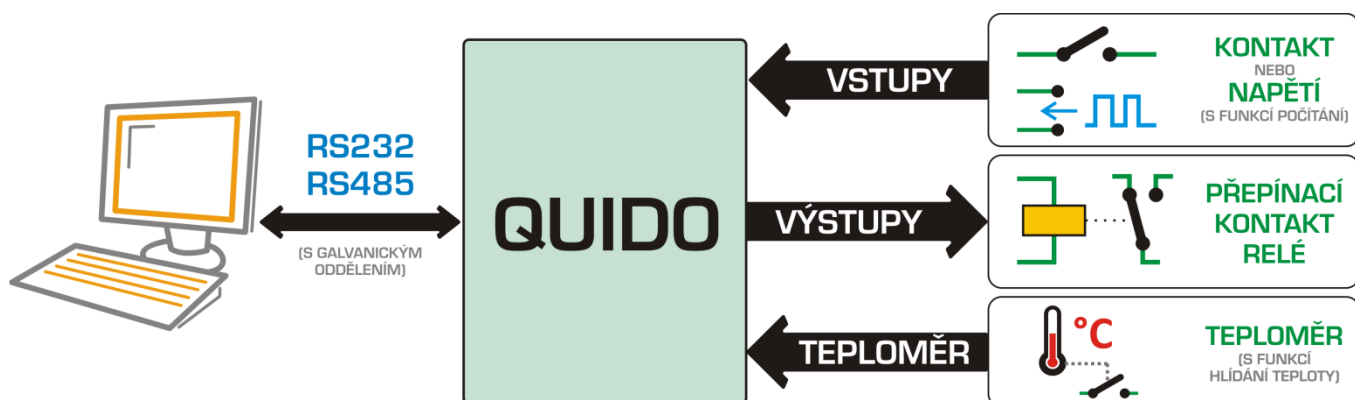 RS232
RS485
(S GALVANICKÝM
ODDĚLENÍM)
QUIDO
VSTUPY
KONTAKT
NEBO
NAPĚTÍ
(S FUNKCÍ POČÍTÁNÍ)
VÝSTUPY
PŘEPÍNACÍ
KONTAKT
RELÉ
TEPLOMĚR
°C
TEPLOMĚR
(S FUNKCÍ
HLÍDÁNÍ TEPLOTY)